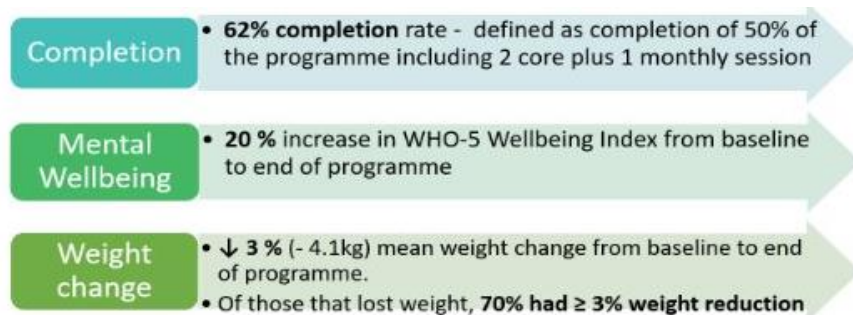 Completion
• 62% completion rate - defined as completion of 50% of
the programme including 2 core plus 1 monthly session
Mental
Wellbeing
• 20 % increase in WHO-5 Wellbeing Index from baseline
to end of programme
Weight
change
• ↓ 3 % (- 4.1kg) mean weight change from baseline to end
of programme.
• Of those that lost weight, 70% had ≥ 3% weight reduction